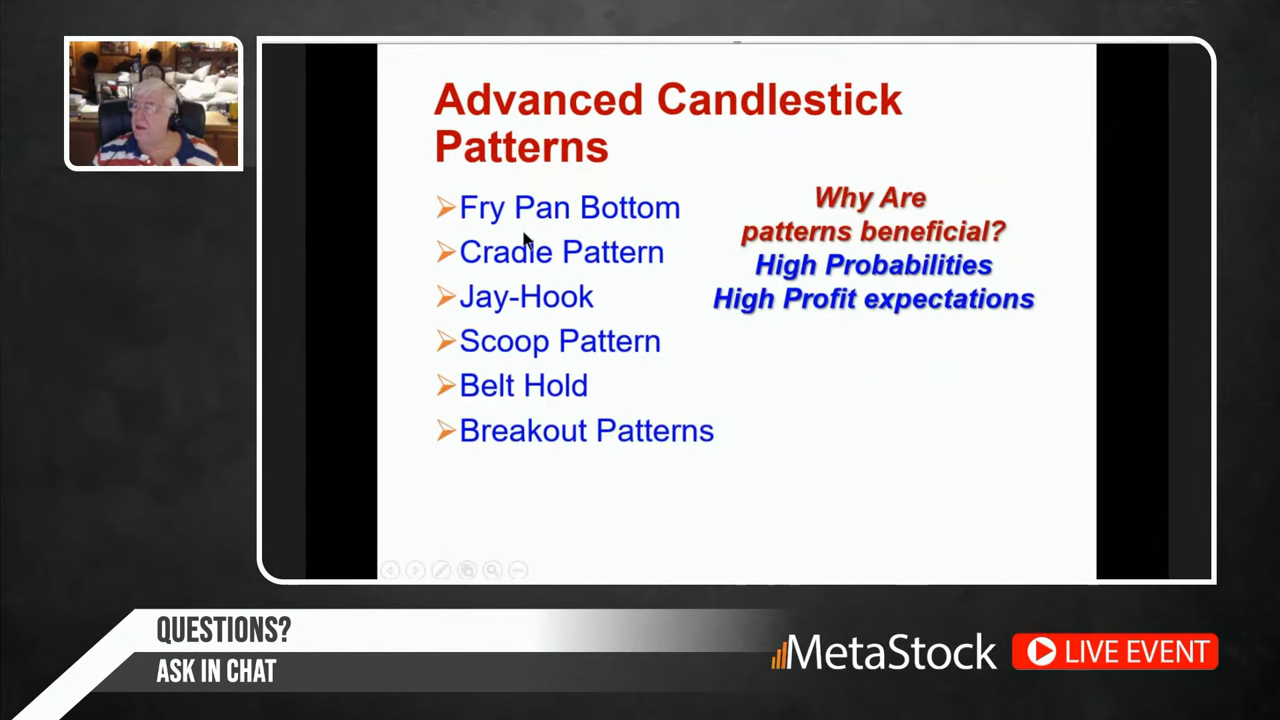 Advanced Candlestick
Patterns
Fry Pan Bottom
Cradle Pattern
Jay-Hook
Scoop Pattern
Belt Hold
Breakout Patterns
Why Are
patterns beneficial?
High Probabilities
High Profit expectations
QUESTIONS?
ASK IN CHAT
MetaStock
LIVE EVENT